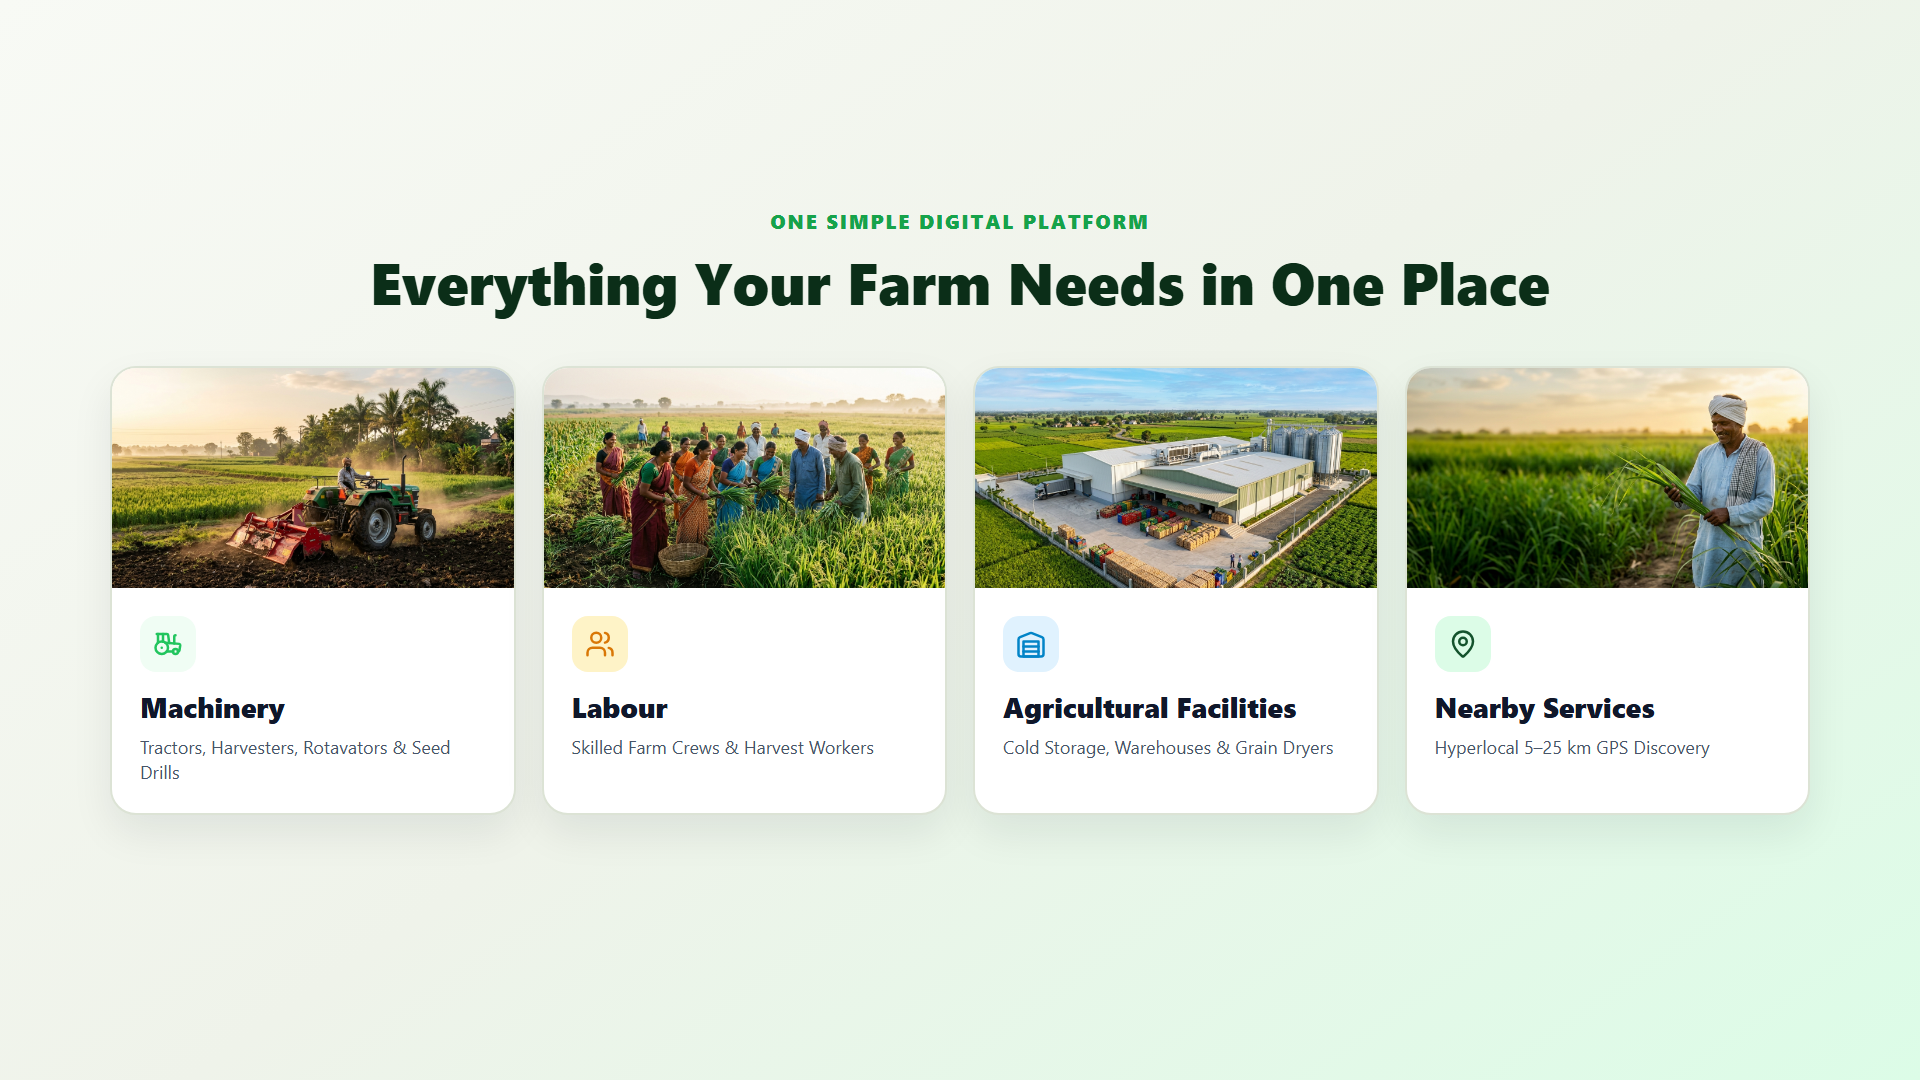 ONE SIMPLE DIGITAL PLATFORM
Everything Your Farm Needs in One Place
Machinery
Tractors, Harvesters, Rotavators & Seed
Drills
Labour
Skilled Farm Crews & Harvest Workers
Agricultural Facilities
Cold Storage, Warehouses & Grain Dryers
Nearby Services
Hyperlocal 5–25 km GPS Discovery